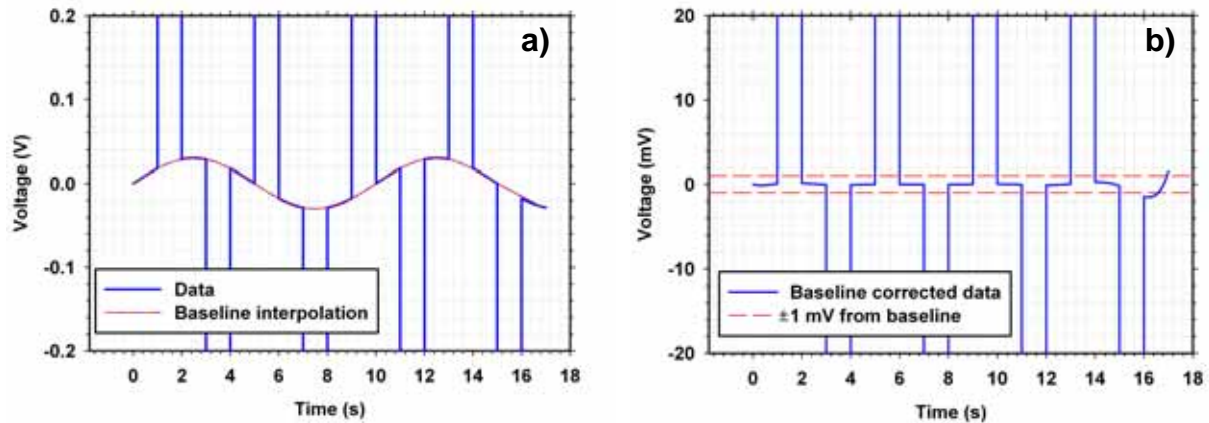 a)
0.2
0.1
0.0
-0.1
-0.2
Voltage (V)
Data
Baseline interpolation
0 2 4 6 8 10 12 14 16 18
Time (s)
b)
20
10
0
-10
-20
Voltage (mV)
Baseline corrected data
±1 mV from baseline
0 2 4 6 8 10 12 14 16 18
Time (s)